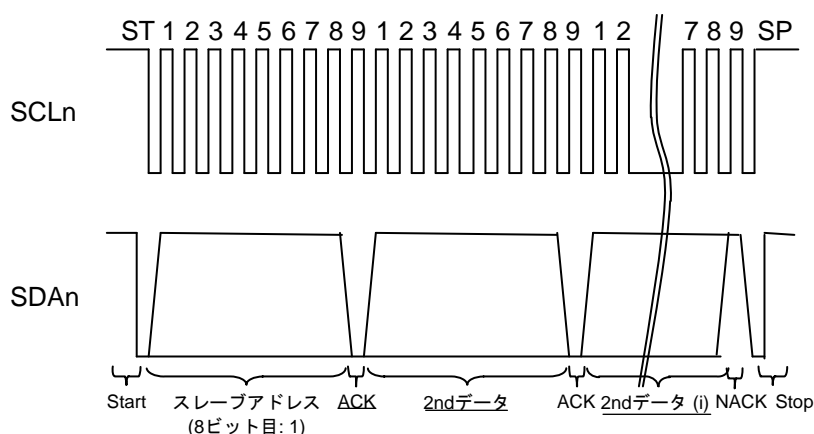 ST 1 2 3 4 5 6 7 8 9 1 2 3 4 5 6 7 8 9 1 2 7 8 9 SP
SCLn
SDAn
Start スレーブアドレス ACK 2ndデータ ACK 2ndデータ (i) NACK Stop
(8ビット目: 1)